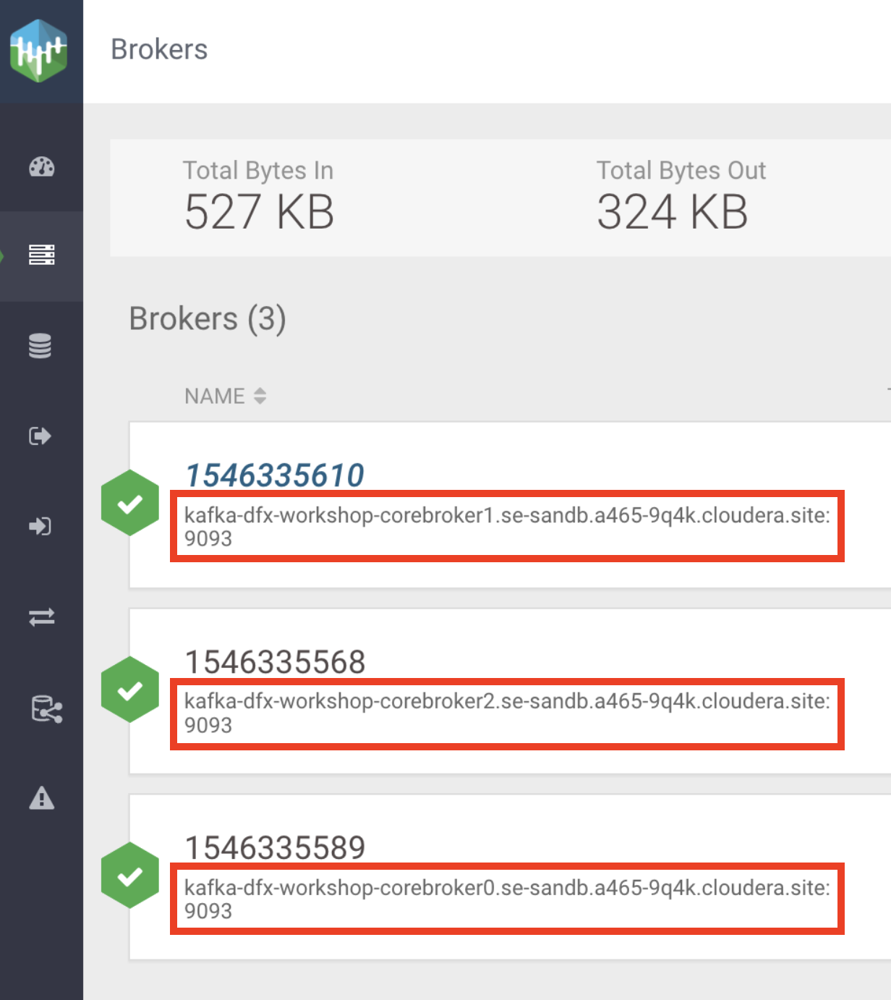 Brokers
Total Bytes In
527 KB
Total Bytes Out
324 KB
Brokers (3)
NAME
1546335610
kafka-dfx-workshop-corebroker1.se-sandb.a465-9q4k.cloudera.site:
9093
1546335568
kafka-dfx-workshop-corebroker2.se-sandb.a465-9q4k.cloudera.site:
9093
1546335589
kafka-dfx-workshop-corebroker0.se-sandb.a465-9q4k.cloudera.site:
9093